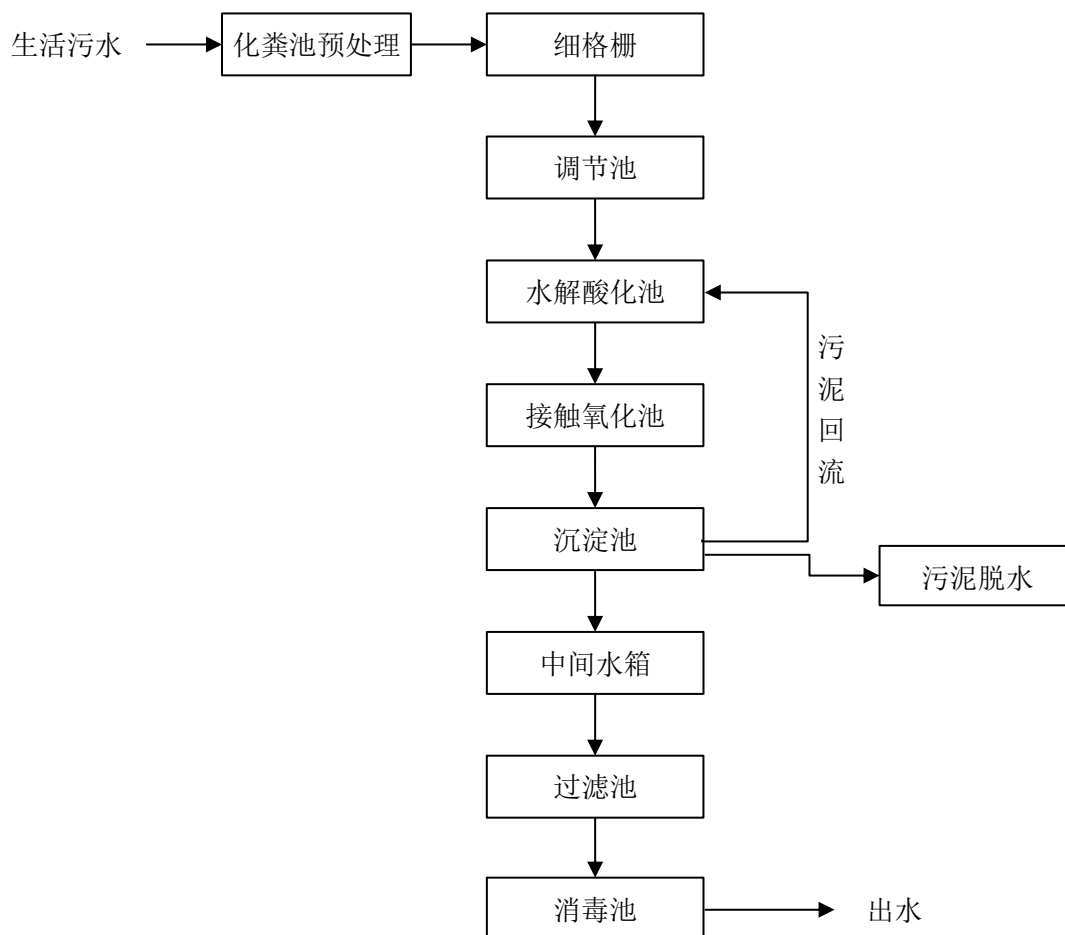 生活污水
化粪池预处理
细格栅
调节池
水解酸化池
污泥回流
接触氧化池
沉淀池
污泥脱水
中间水箱
过滤池
消毒池
出水